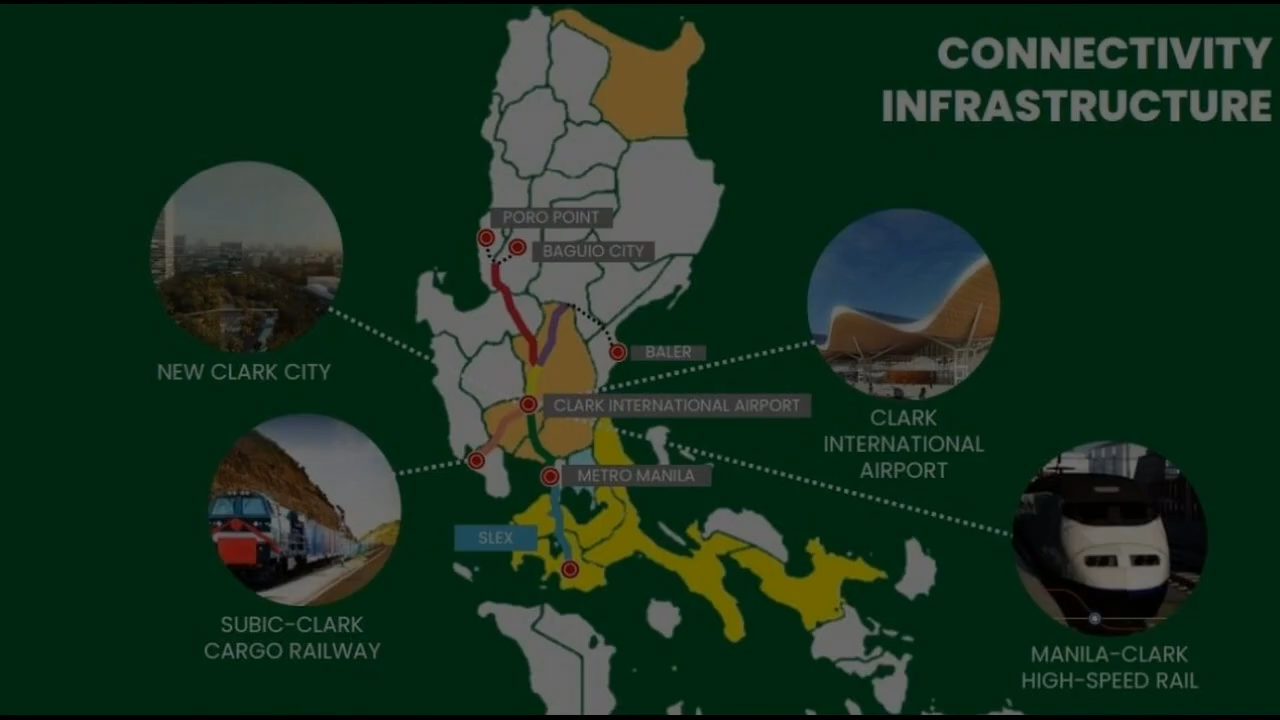 CONNECTIVITY
INFRASTRUCTURE
PORO POINT
BAGUIO CITY
NEW CLARK CITY
BALER
CLARK INTERNATIONAL AIRPORT
CLARK
INTERNATIONAL
AIRPORT
METRO MANILA
SLEX
SUBIC-CLARK
CARGO RAILWAY
MANILA-CLARK
HIGH-SPEED RAIL